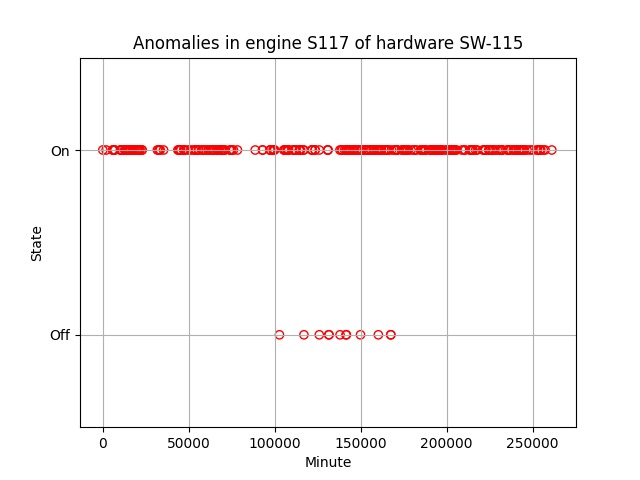 Anomalies in engine S117 of hardware SW-115
On
State
Off
0 50000 100000 150000 200000 250000
Minute